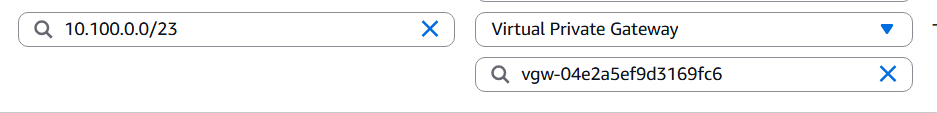 10.100.0.0/23
Virtual Private Gateway
vgw-04e2a5ef9d3169fc6